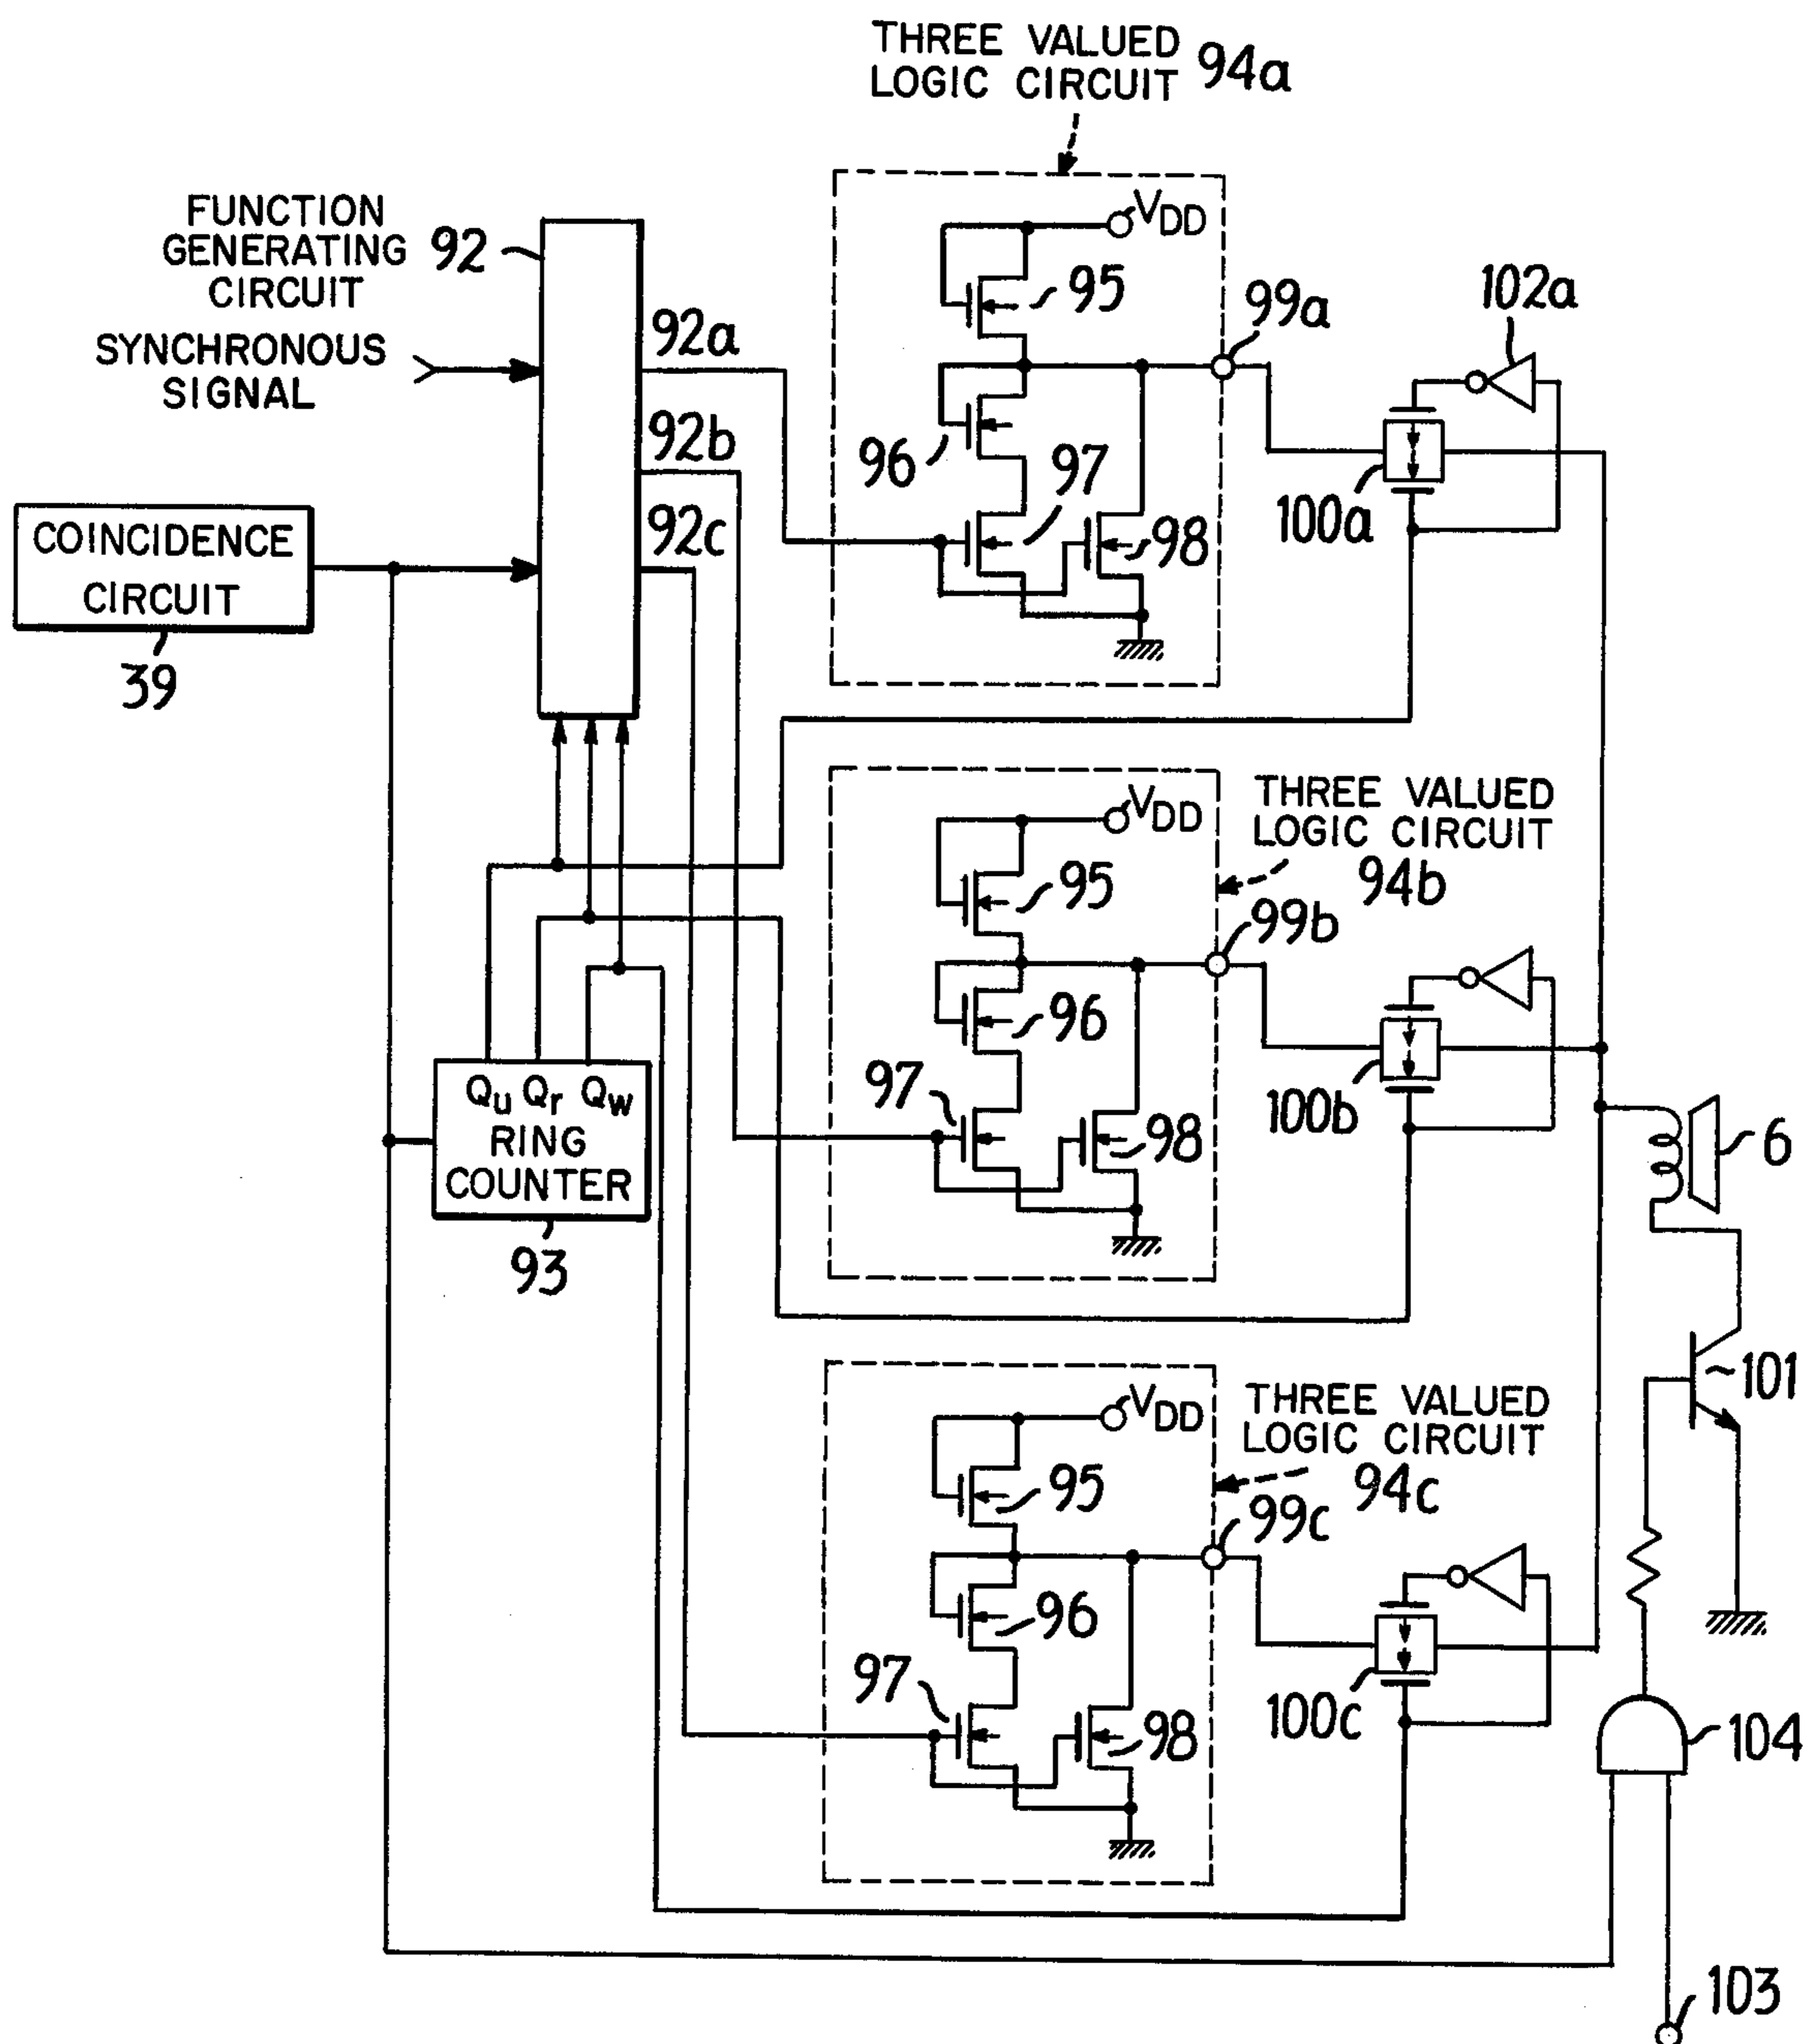 THREE VALUED
LOGIC CIRCUIT 94a
FUNCTION
GENERATING 92
CIRCUIT
SYNCHRONOUS
SIGNAL
92a
92b
92c
COINCIDENCE
CIRCUIT
39
VDD
95
96
97
98
99a
102a
100a
THREE VALUED
LOGIC CIRCUIT
94b
VDD
95
96
97
98
99b
100b
Qu Qr Qw
RING
COUNTER
93
6
101
THREE VALUED
LOGIC CIRCUIT
94c
VDD
95
96
97
98
99c
100c
104
103